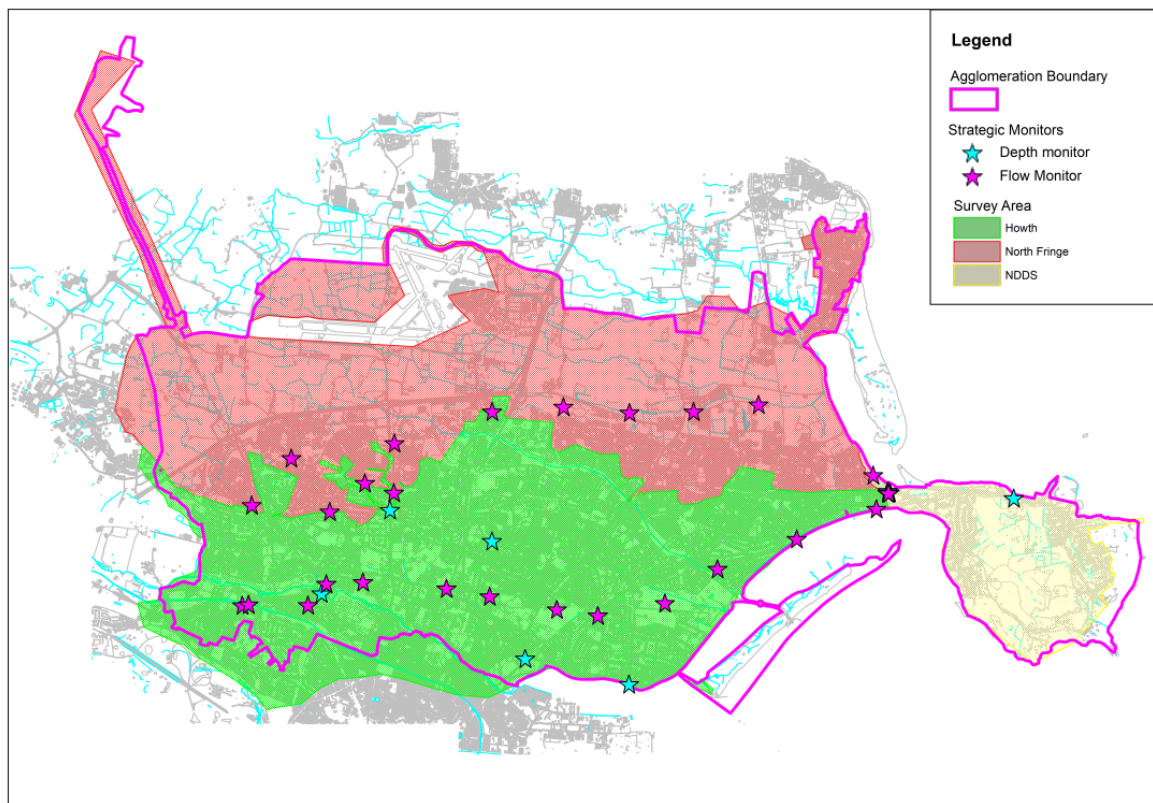 Legend
Agglomeration Boundary
Strategic Monitors
Depth monitor
Flow Monitor
Survey Area
Howth
North Fringe
NDDS